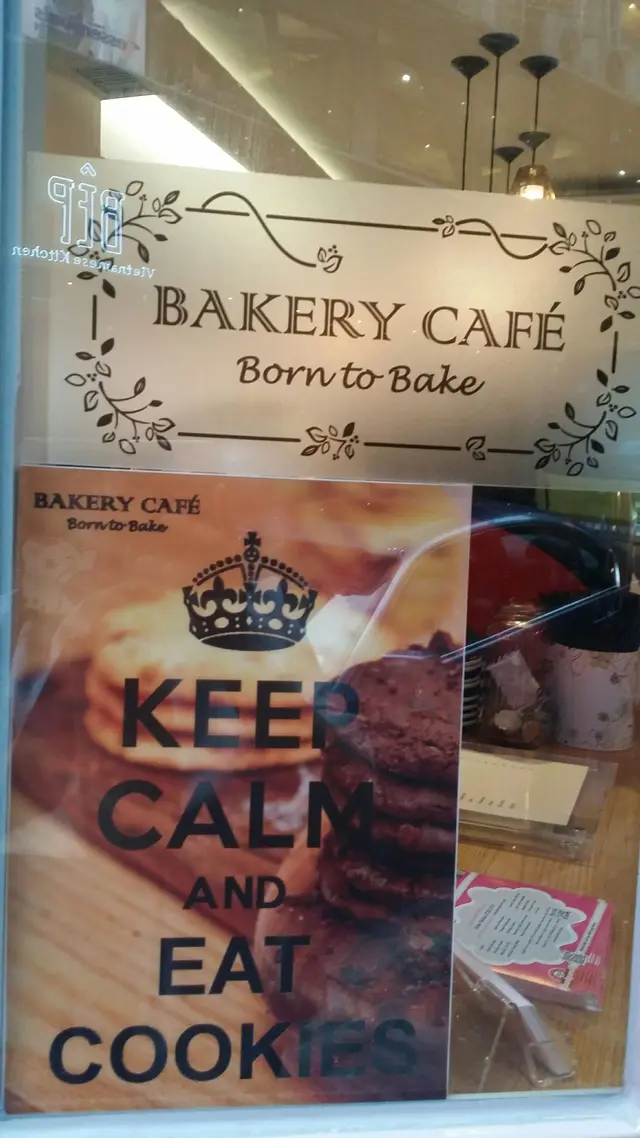 BẾP
Vietnamese Kitchen
BAKERY CAFÉ
Born to Bake
BAKERY CAFÉ
Born to Bake
KEEP
CALM
AND
EAT
COOKIES